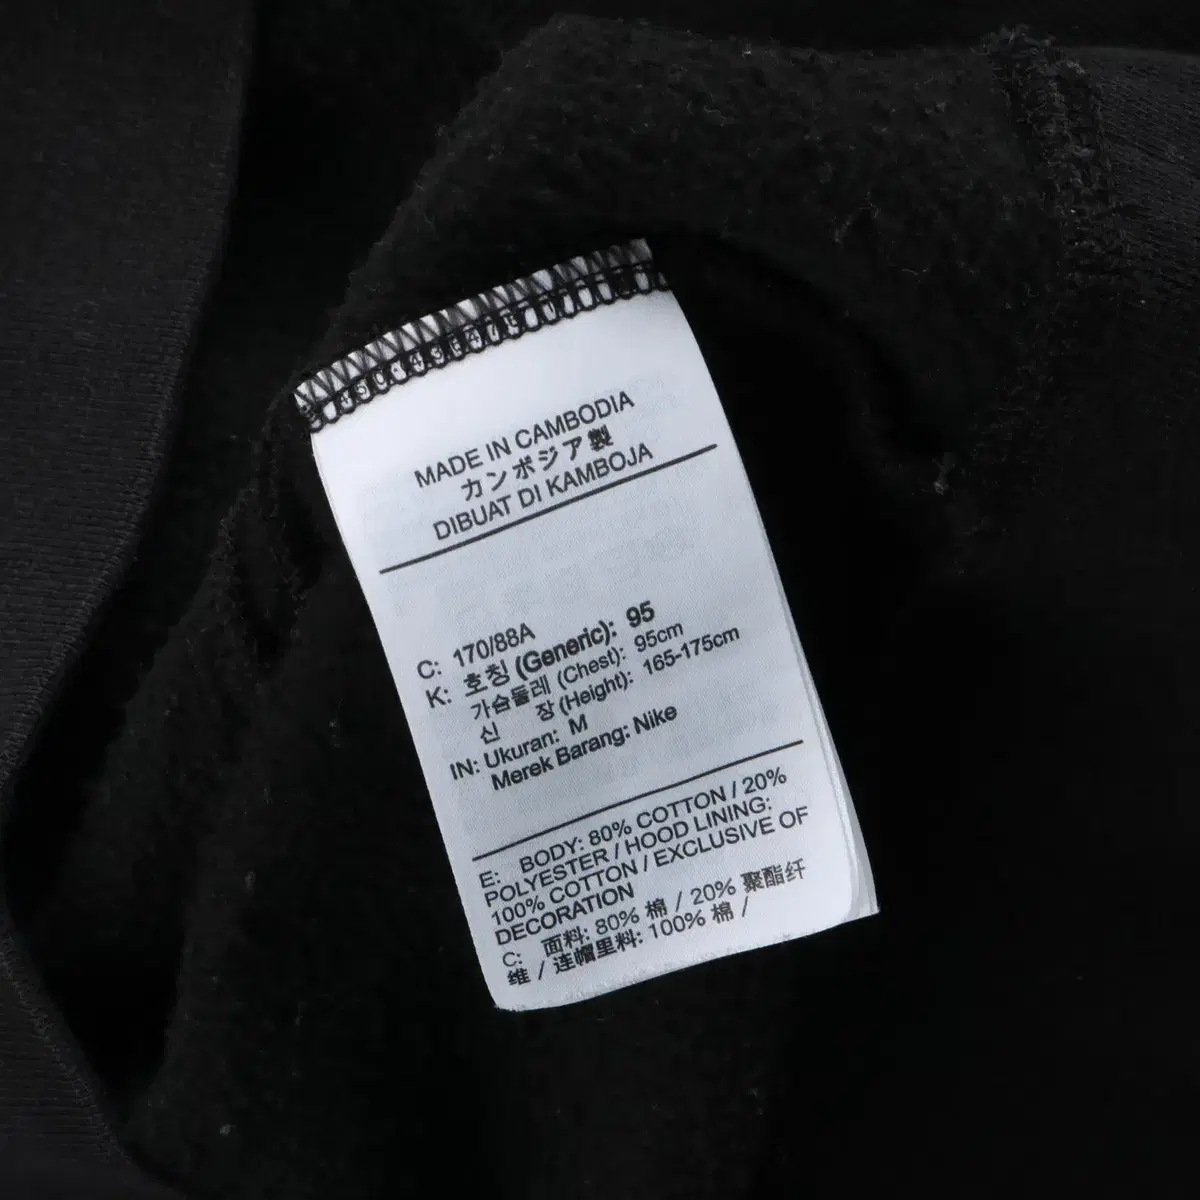 MADE IN CAMBODIA
カンボジア製
DIBUAT DI KAMBOJA
C: 170/88A
K: 호칭 (Generic): 95
가슴둘레 (Chest): 95cm
신 장 (Height): 165-175cm
IN: Ukuran: M
Merek Barang: Nike
E: BODY: 80% COTTON / 20%
POLYESTER / HOOD LINING:
100% COTTON / EXCLUSIVE OF
DECORATION
C: 面料: 80% 棉 / 20% 聚酯纤
维 / 连帽里料: 100% 棉 /